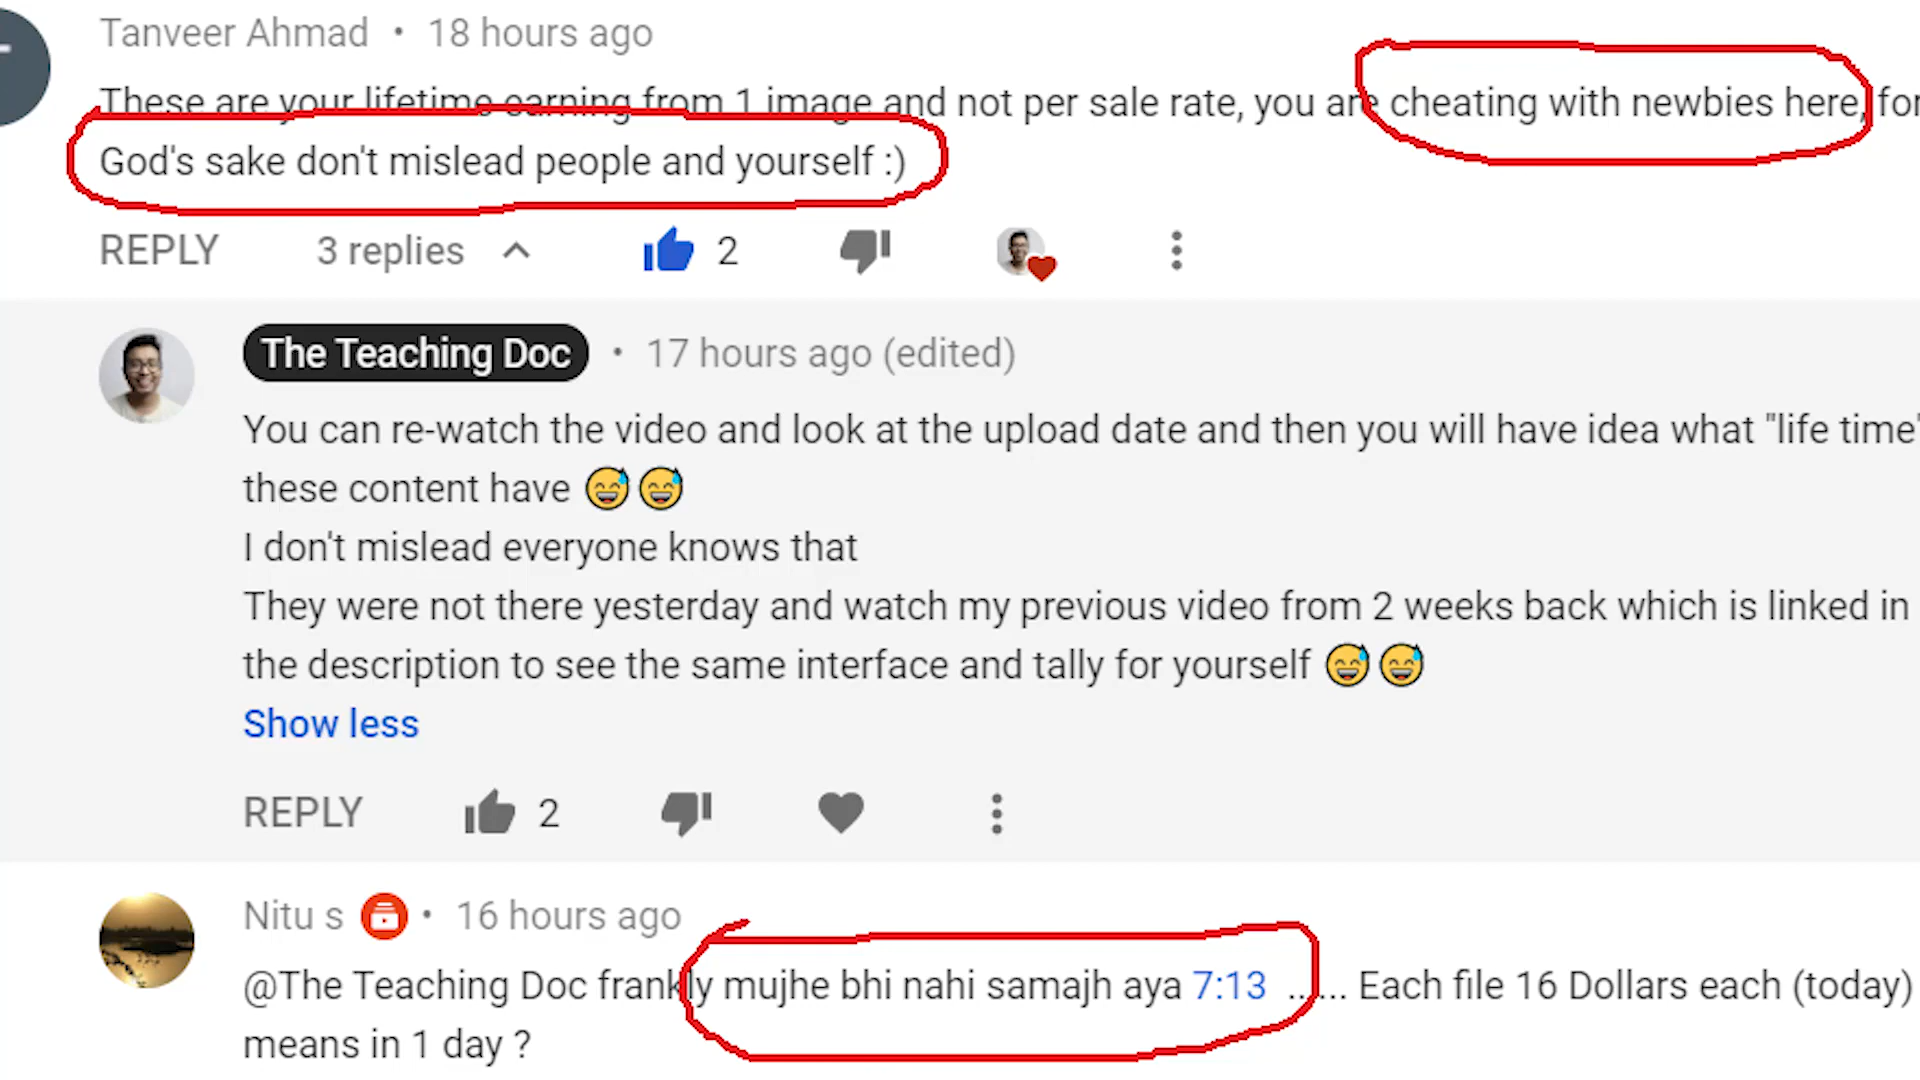 Tanveer Ahmad • 18 hours ago
These are your lifetime earning from 1 image and not per sale rate, you are cheating with newbies here, for
God's sake don't mislead people and yourself :)
REPLY 3 replies 2
The Teaching Doc • 17 hours ago (edited)
You can re-watch the video and look at the upload date and then you will have idea what "life time"
these content have 😅😅
I don't mislead everyone knows that
They were not there yesterday and watch my previous video from 2 weeks back which is linked in
the description to see the same interface and tally for yourself 😅😅
Show less
REPLY 2
Nitu s • 16 hours ago
@The Teaching Doc frankly mujhe bhi nahi samajh aya 7:13 ...... Each file 16 Dollars each (today)
means in 1 day ?